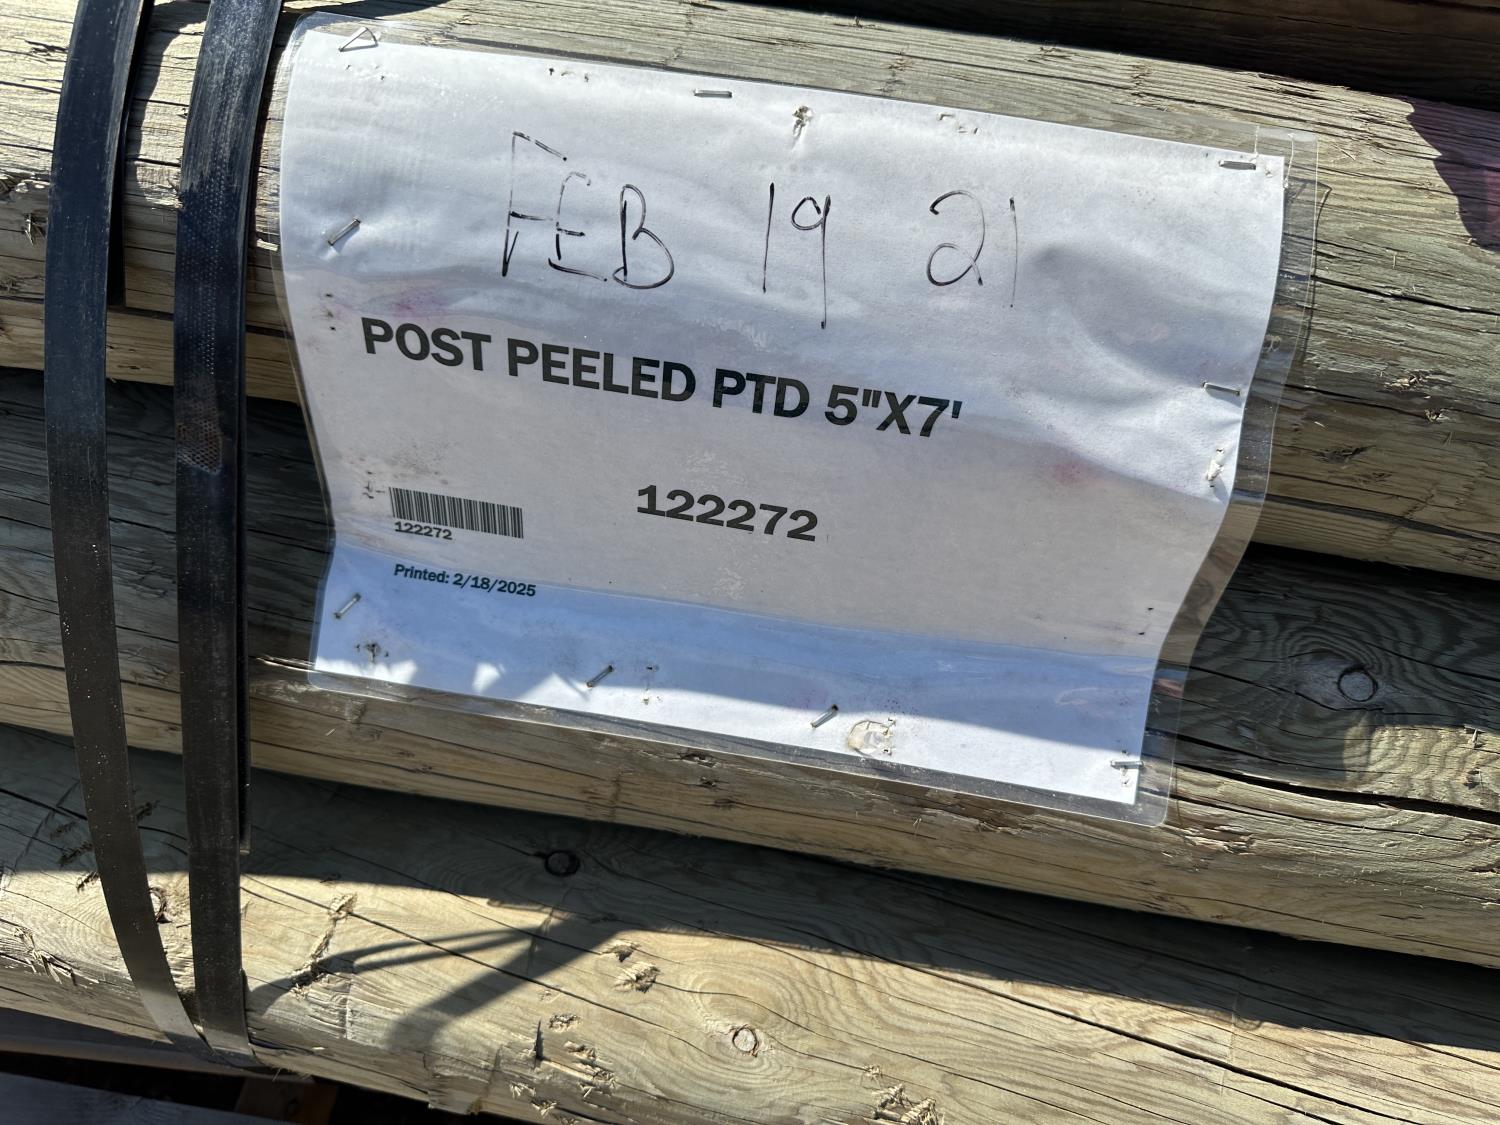 FEB 19 21
POST PEELED PTD 5"X7'
122272
122272
Printed: 2/18/2025